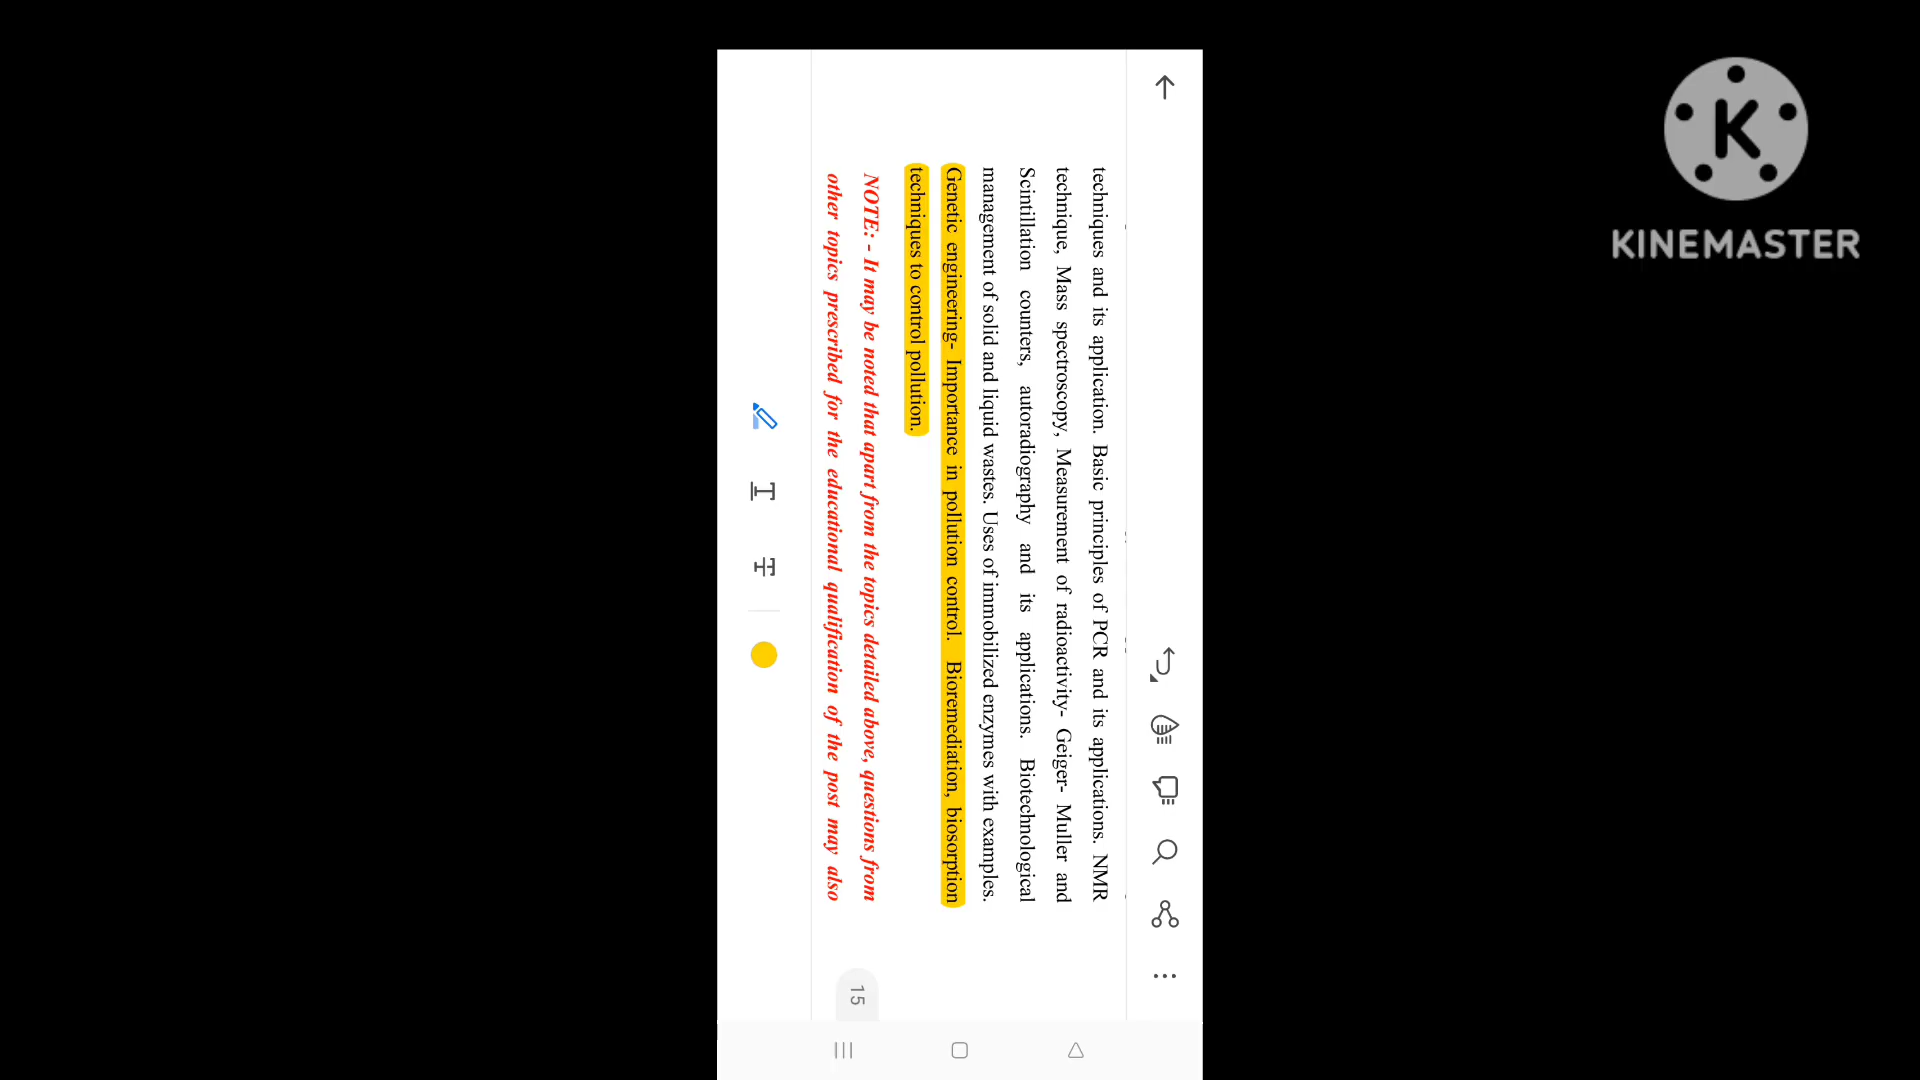 techniques and its application. Basic principles of PCR and its applications. NMR
technique, Mass spectroscopy, Measurement of radioactivity- Geiger- Muller and
Scintillation counters, autoradiography and its applications. Biotechnological
management of solid and liquid wastes. Uses of immobilized enzymes with examples.
Genetic engineering- Importance in pollution control. Bioremediation, biosorption
techniques to control pollution.
NOTE: - It may be noted that apart from the topics detailed above, questions from
other topics prescribed for the educational qualification of the post may also
15
K
KINEMASTER